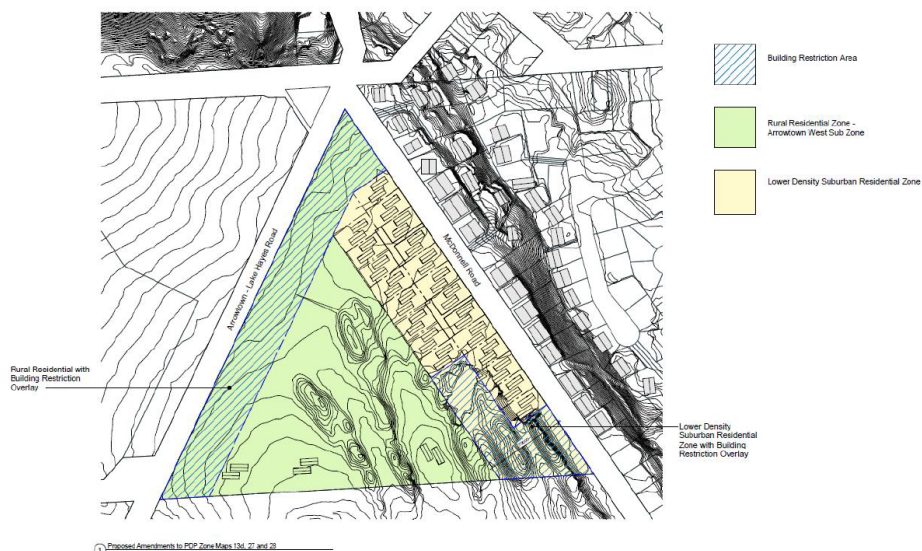 Building Restriction Area
Rural Residential Zone -
Arrowtown West Sub Zone
Lower Density Suburban Residential Zone
Arrowtown - Lake Hayes Road
McDonnell Road
Rural Residential with
Building Restriction
Overlay
Lower Density
Suburban Residential
Zone with Building
Restriction Overlay
1 Proposed Amendments to PDP Zone Maps 13d, 27 and 28